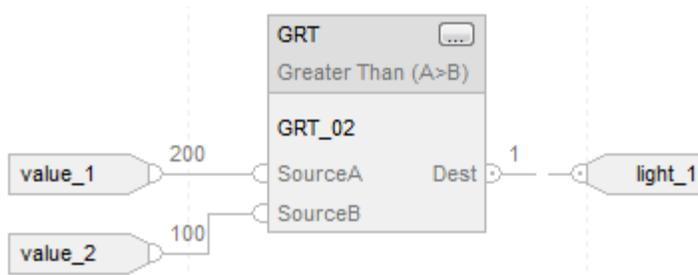 GRT ...
Greater Than (A>B)
GRT_02
200
value_1
SourceA
Dest
1
light_1
SourceB
100
value_2